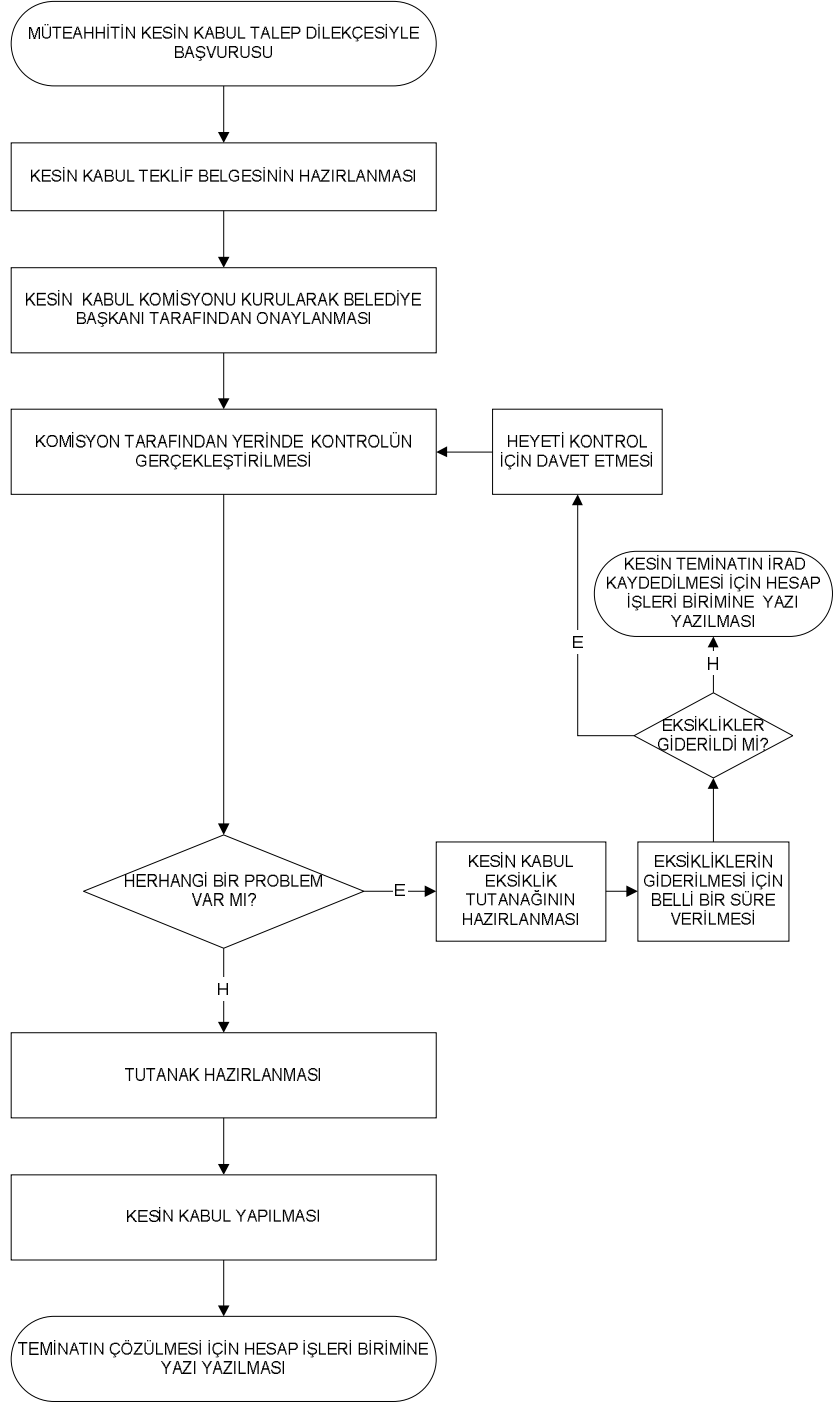 MÜTEAHHİTİN KESİN KABUL TALEP DİLEKÇESİYLE
BAŞVURUSU
KESİN KABUL TEKLİF BELGESİNİN HAZIRLANMASI
KESİN KABUL KOMİSYONU KURULARAK BELEDİYE
BAŞKANI TARAFINDAN ONAYLANMASI
KOMİSYON TARAFINDAN YERİNDE KONTROLÜN
GERÇEKLEŞTİRİLMESİ
HEYETİ KONTROL
İÇİN DAVET ETMESİ
KESİN TEMİNATIN İRAD
KAYDEDİLMESİ İÇİN HESAP
İŞLERİ BİRİMİNE YAZI
YAZILMASI
E
H
EKSİKLİKLER
GİDERİLDİ Mİ?
HERHANGİ BİR PROBLEM
VAR MI?
E
KESİN KABUL
EKSİKLİK
TUTANAĞININ
HAZIRLANMASI
EKSİKLİKLERİN
GİDERİLMESİ İÇİN
BELLİ BİR SÜRE
VERİLMESİ
H
TUTANAK HAZIRLANMASI
KESİN KABUL YAPILMASI
TEMİNATIN ÇÖZÜLMESİ İÇİN HESAP İŞLERİ BİRİMİNE
YAZI YAZILMASI